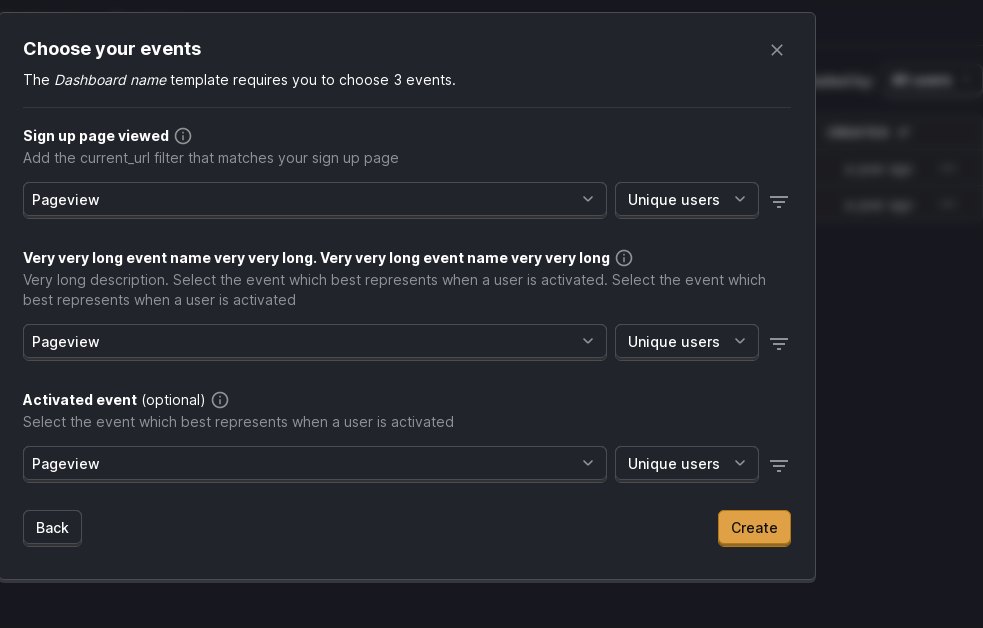 Choose your events
The Dashboard name template requires you to choose 3 events.
Sign up page viewed
Add the current_url filter that matches your sign up page
Pageview
Unique users
Very very long event name very very long. Very very long event name very very long
Very long description. Select the event which best represents when a user is activated. Select the event which
best represents when a user is activated
Pageview
Unique users
Activated event (optional)
Select the event which best represents when a user is activated
Pageview
Unique users
Back
Create